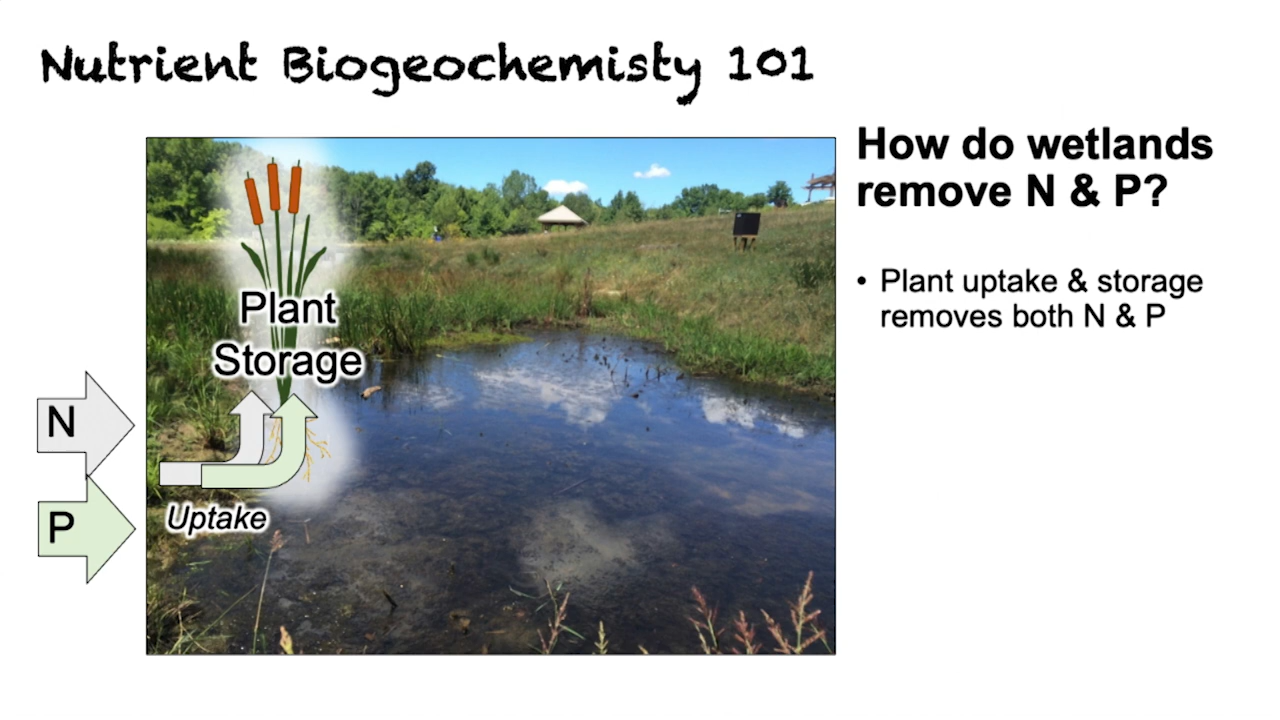 Nutrient Biogeochemisty 101
How do wetlands
remove N & P?
• Plant uptake & storage
removes both N & P
Plant
Storage
N
P
Uptake